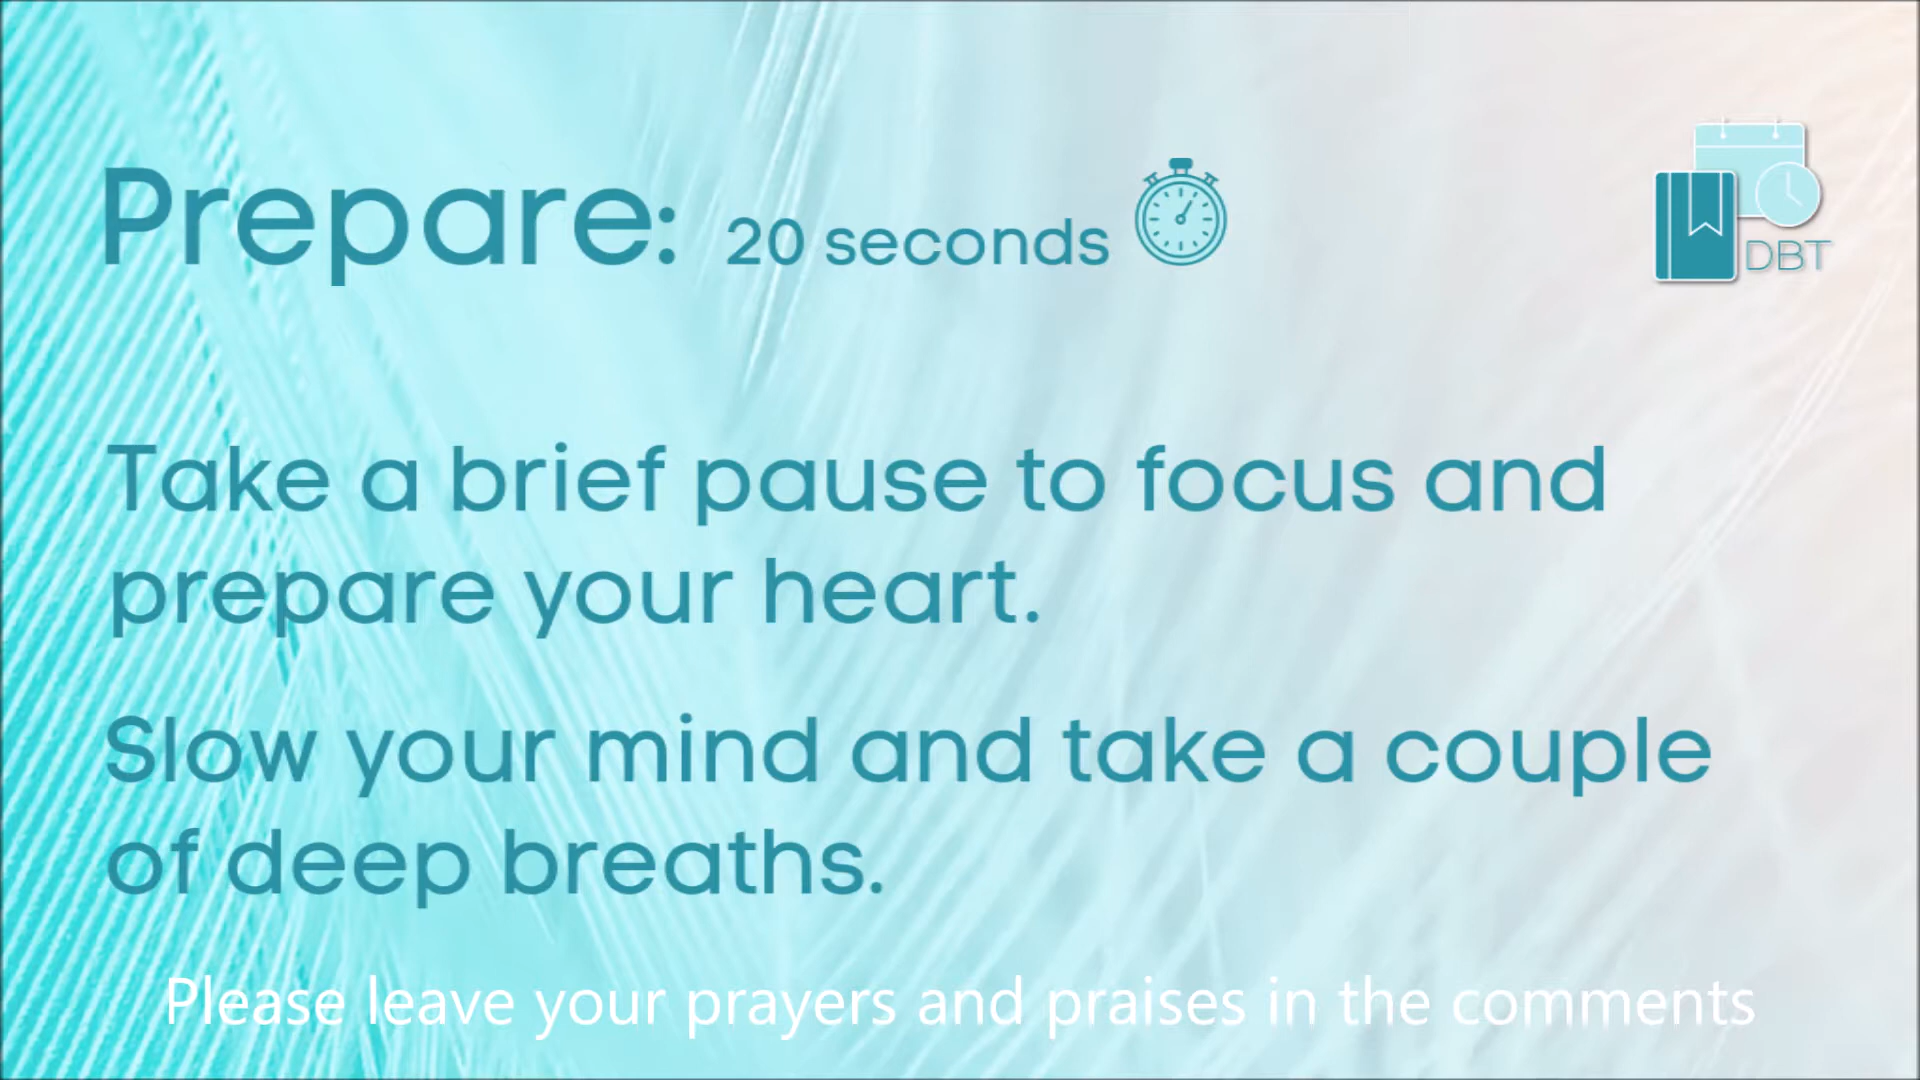 Prepare: 20 seconds
DBT
Take a brief pause to focus and
prepare your heart.
Slow your mind and take a couple
of deep breaths.
Please leave your prayers and praises in the comments